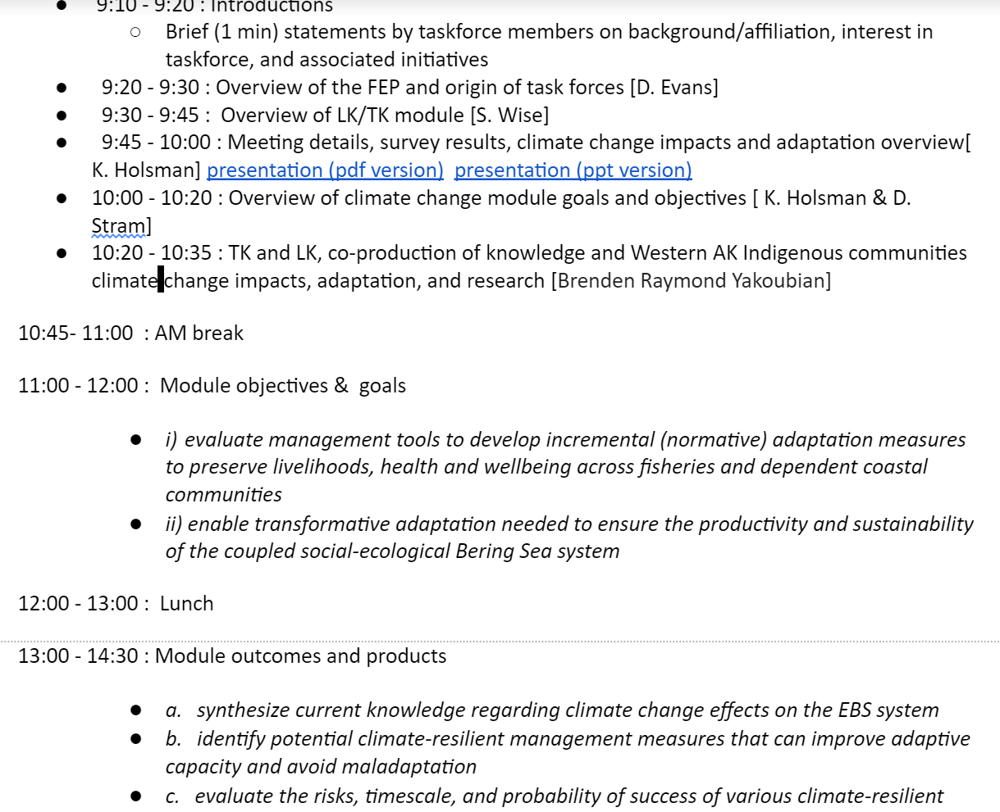 • 9:10 - 9:20 : Introductions
○ Brief (1 min) statements by taskforce members on background/affiliation, interest in
taskforce, and associated initiatives
• 9:20 - 9:30 : Overview of the FEP and origin of task forces [D. Evans]
• 9:30 - 9:45 :  Overview of LK/TK module [S. Wise]
• 9:45 - 10:00 : Meeting details, survey results, climate change impacts and adaptation overview[
K. Holsman] presentation (pdf version)  presentation (ppt version)
• 10:00 - 10:20 : Overview of climate change module goals and objectives [ K. Holsman & D.
Stram]
• 10:20 - 10:35 : TK and LK, co-production of knowledge and Western AK Indigenous communities
climate change impacts, adaptation, and research [Brenden Raymond Yakoubian]
10:45- 11:00  : AM break
11:00 - 12:00 :  Module objectives &  goals
• i) evaluate management tools to develop incremental (normative) adaptation measures
to preserve livelihoods, health and wellbeing across fisheries and dependent coastal
communities
• ii) enable transformative adaptation needed to ensure the productivity and sustainability
of the coupled social-ecological Bering Sea system
12:00 - 13:00 :  Lunch
13:00 - 14:30 : Module outcomes and products
• a.  synthesize current knowledge regarding climate change effects on the EBS system
• b.  identify potential climate-resilient management measures that can improve adaptive
capacity and avoid maladaptation
• c.  evaluate the risks, timescale, and probability of success of various climate-resilient